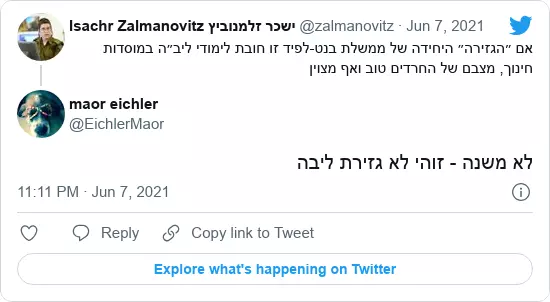 Isachr Zalmanovitz ישכר זלמנוביץ @zalmanovitz · Jun 7, 2021
אם ״הגזירה״ היחידה של ממשלת בנט-לפיד זו חובת לימודי ליב״ה במוסדות
חינוך, מצבם של החרדים טוב ואף מצוין
maor eichler
@EichlerMaor
לא משנה - זוהי לא גזירת ליבה
11:11 PM · Jun 7, 2021
Reply
Copy link to Tweet
Explore what's happening on Twitter